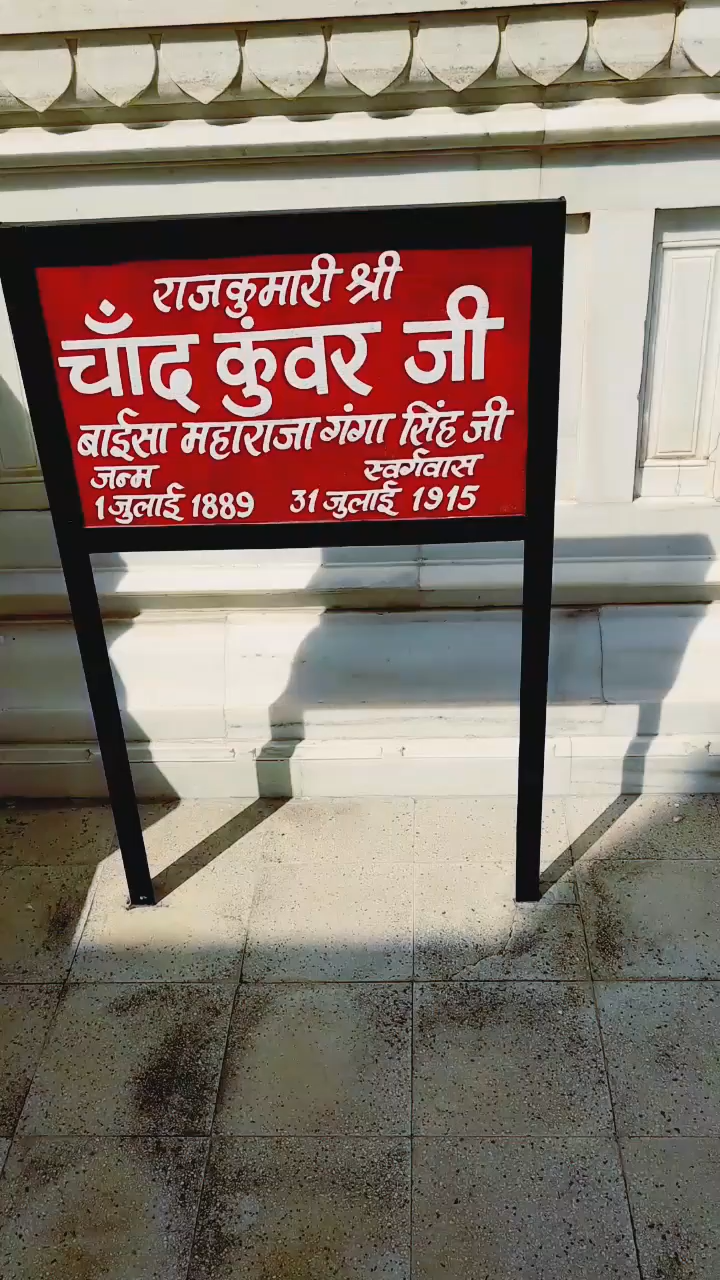 राजकुमारी श्री
चाँद कुंवर जी
बाईसा महाराजा गंगा सिंह जी
जन्म स्वर्गवास
1 जुलाई 1889 31 जुलाई 1915